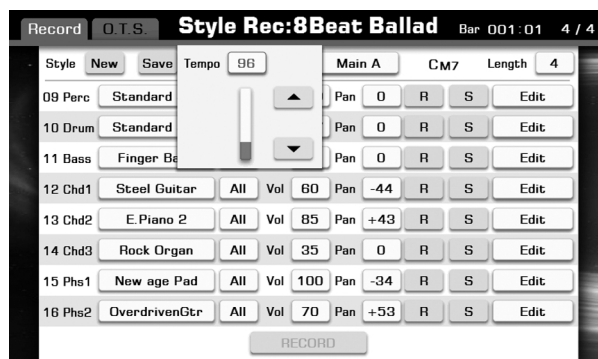 Record O.T.S. Style Rec:8Beat Ballad Bar 001:01 4 / 4
Style New Save Tempo 96 Main A CM7 Length 4
09 Perc Standard Pan 0 R S Edit
10 Drum Standard Pan 0 R S Edit
11 Bass Finger Pan 0 R S Edit
12 Chd1 Steel Guitar All Vol 60 Pan -44 R S Edit
13 Chd2 E.Piano 2 All Vol 85 Pan +43 R S Edit
14 Chd3 Rock Organ All Vol 35 Pan 0 R S Edit
15 Phs1 New age Pad All Vol 100 Pan -34 R S Edit
16 Phs2 OverdrivenGtr All Vol 70 Pan +53 R S Edit
RECORD